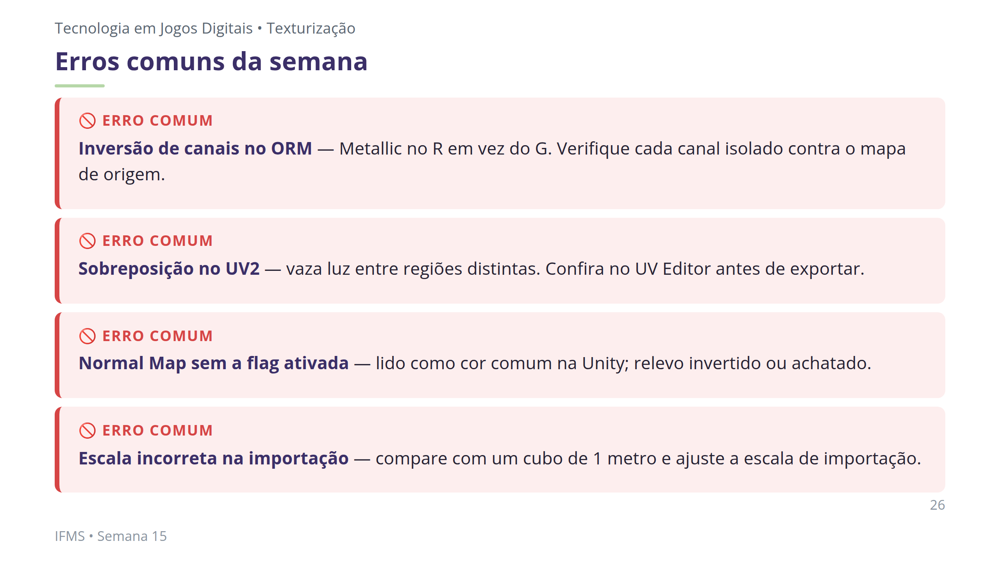 Tecnologia em Jogos Digitais • Texturização
Erros comuns da semana
🚫 ERRO COMUM
Inversão de canais no ORM — Metallic no R em vez do G. Verifique cada canal isolado contra o mapa
de origem.
🚫 ERRO COMUM
Sobreposição no UV2 — vaza luz entre regiões distintas. Confira no UV Editor antes de exportar.
🚫 ERRO COMUM
Normal Map sem a flag ativada — lido como cor comum na Unity; relevo invertido ou achatado.
🚫 ERRO COMUM
Escala incorreta na importação — compare com um cubo de 1 metro e ajuste a escala de importação.
26
IFMS • Semana 15